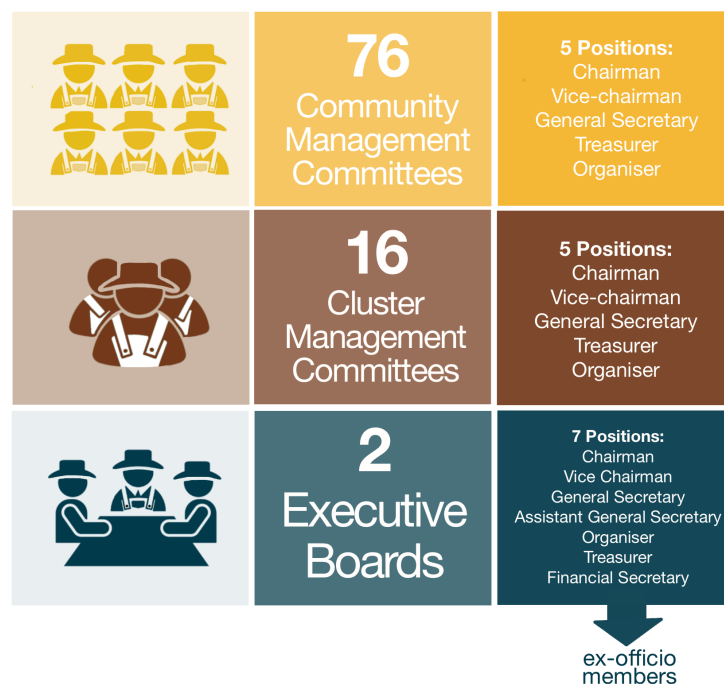 76
Community
Management
Committees
5 Positions:
Chairman
Vice-chairman
General Secretary
Treasurer
Organiser
16
Cluster
Management
Committees
5 Positions:
Chairman
Vice-chairman
General Secretary
Treasurer
Organiser
2
Executive
Boards
7 Positions:
Chairman
Vice Chairman
General Secretary
Assistant General Secretary
Organiser
Treasurer
Financial Secretary
ex-officio
members